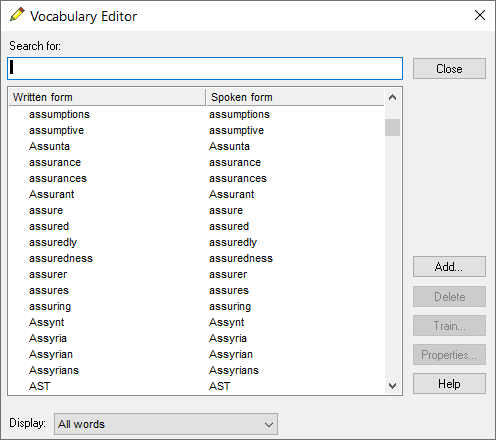 Vocabulary Editor
Search for:
Close
Written form Spoken form
assumptions assumptions
assumptive assumptive
Assunta Assunta
assurance assurance
assurances assurances
Assurant Assurant
assure assure
assured assured
assuredly assuredly
assuredness assuredness
assurer assurer
assures assures
assuring assuring
Assynt Assynt
Assyria Assyria
Assyrian Assyrian
Assyrians Assyrians
AST AST
Add...
Delete
Train...
Properties...
Help
Display: All words